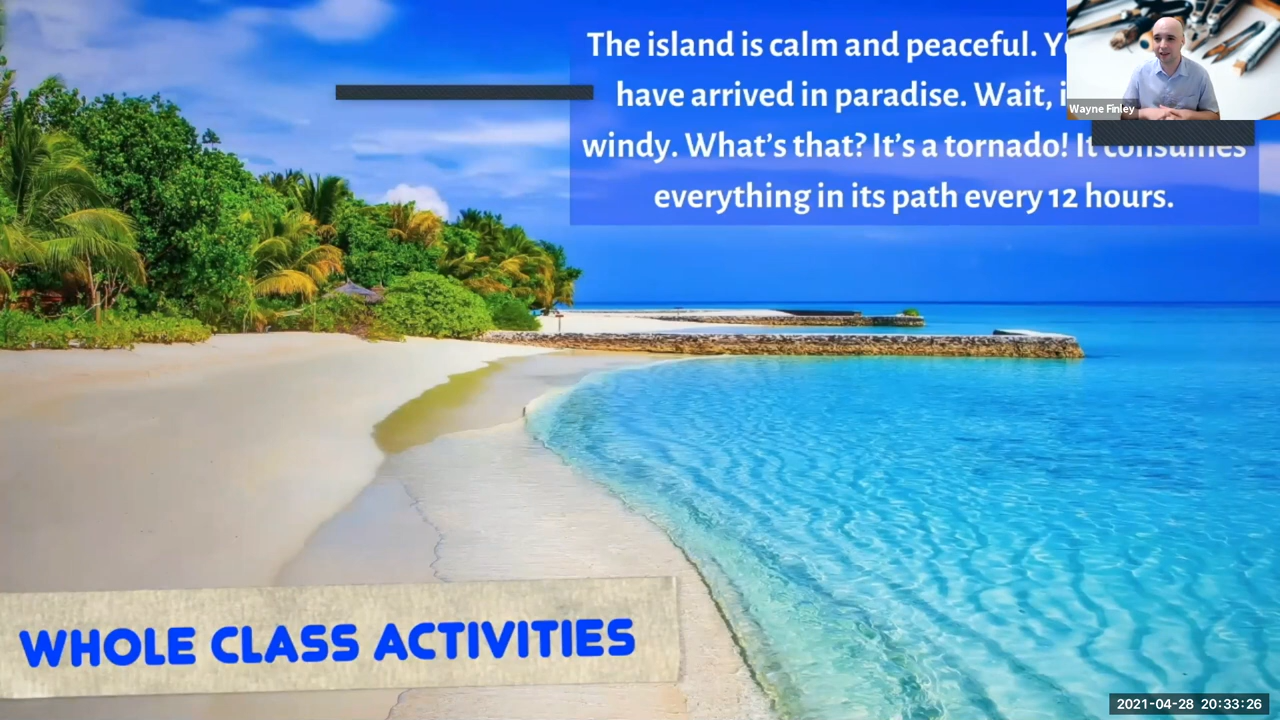 The island is calm and peaceful.
have arrived in paradise. Wait,
windy. What's that? It's a tornado! It consumes
everything in its path every 12 hours.
Wayne Finley
WHOLE CLASS ACTIVITIES
2021-04-28 20:33:26